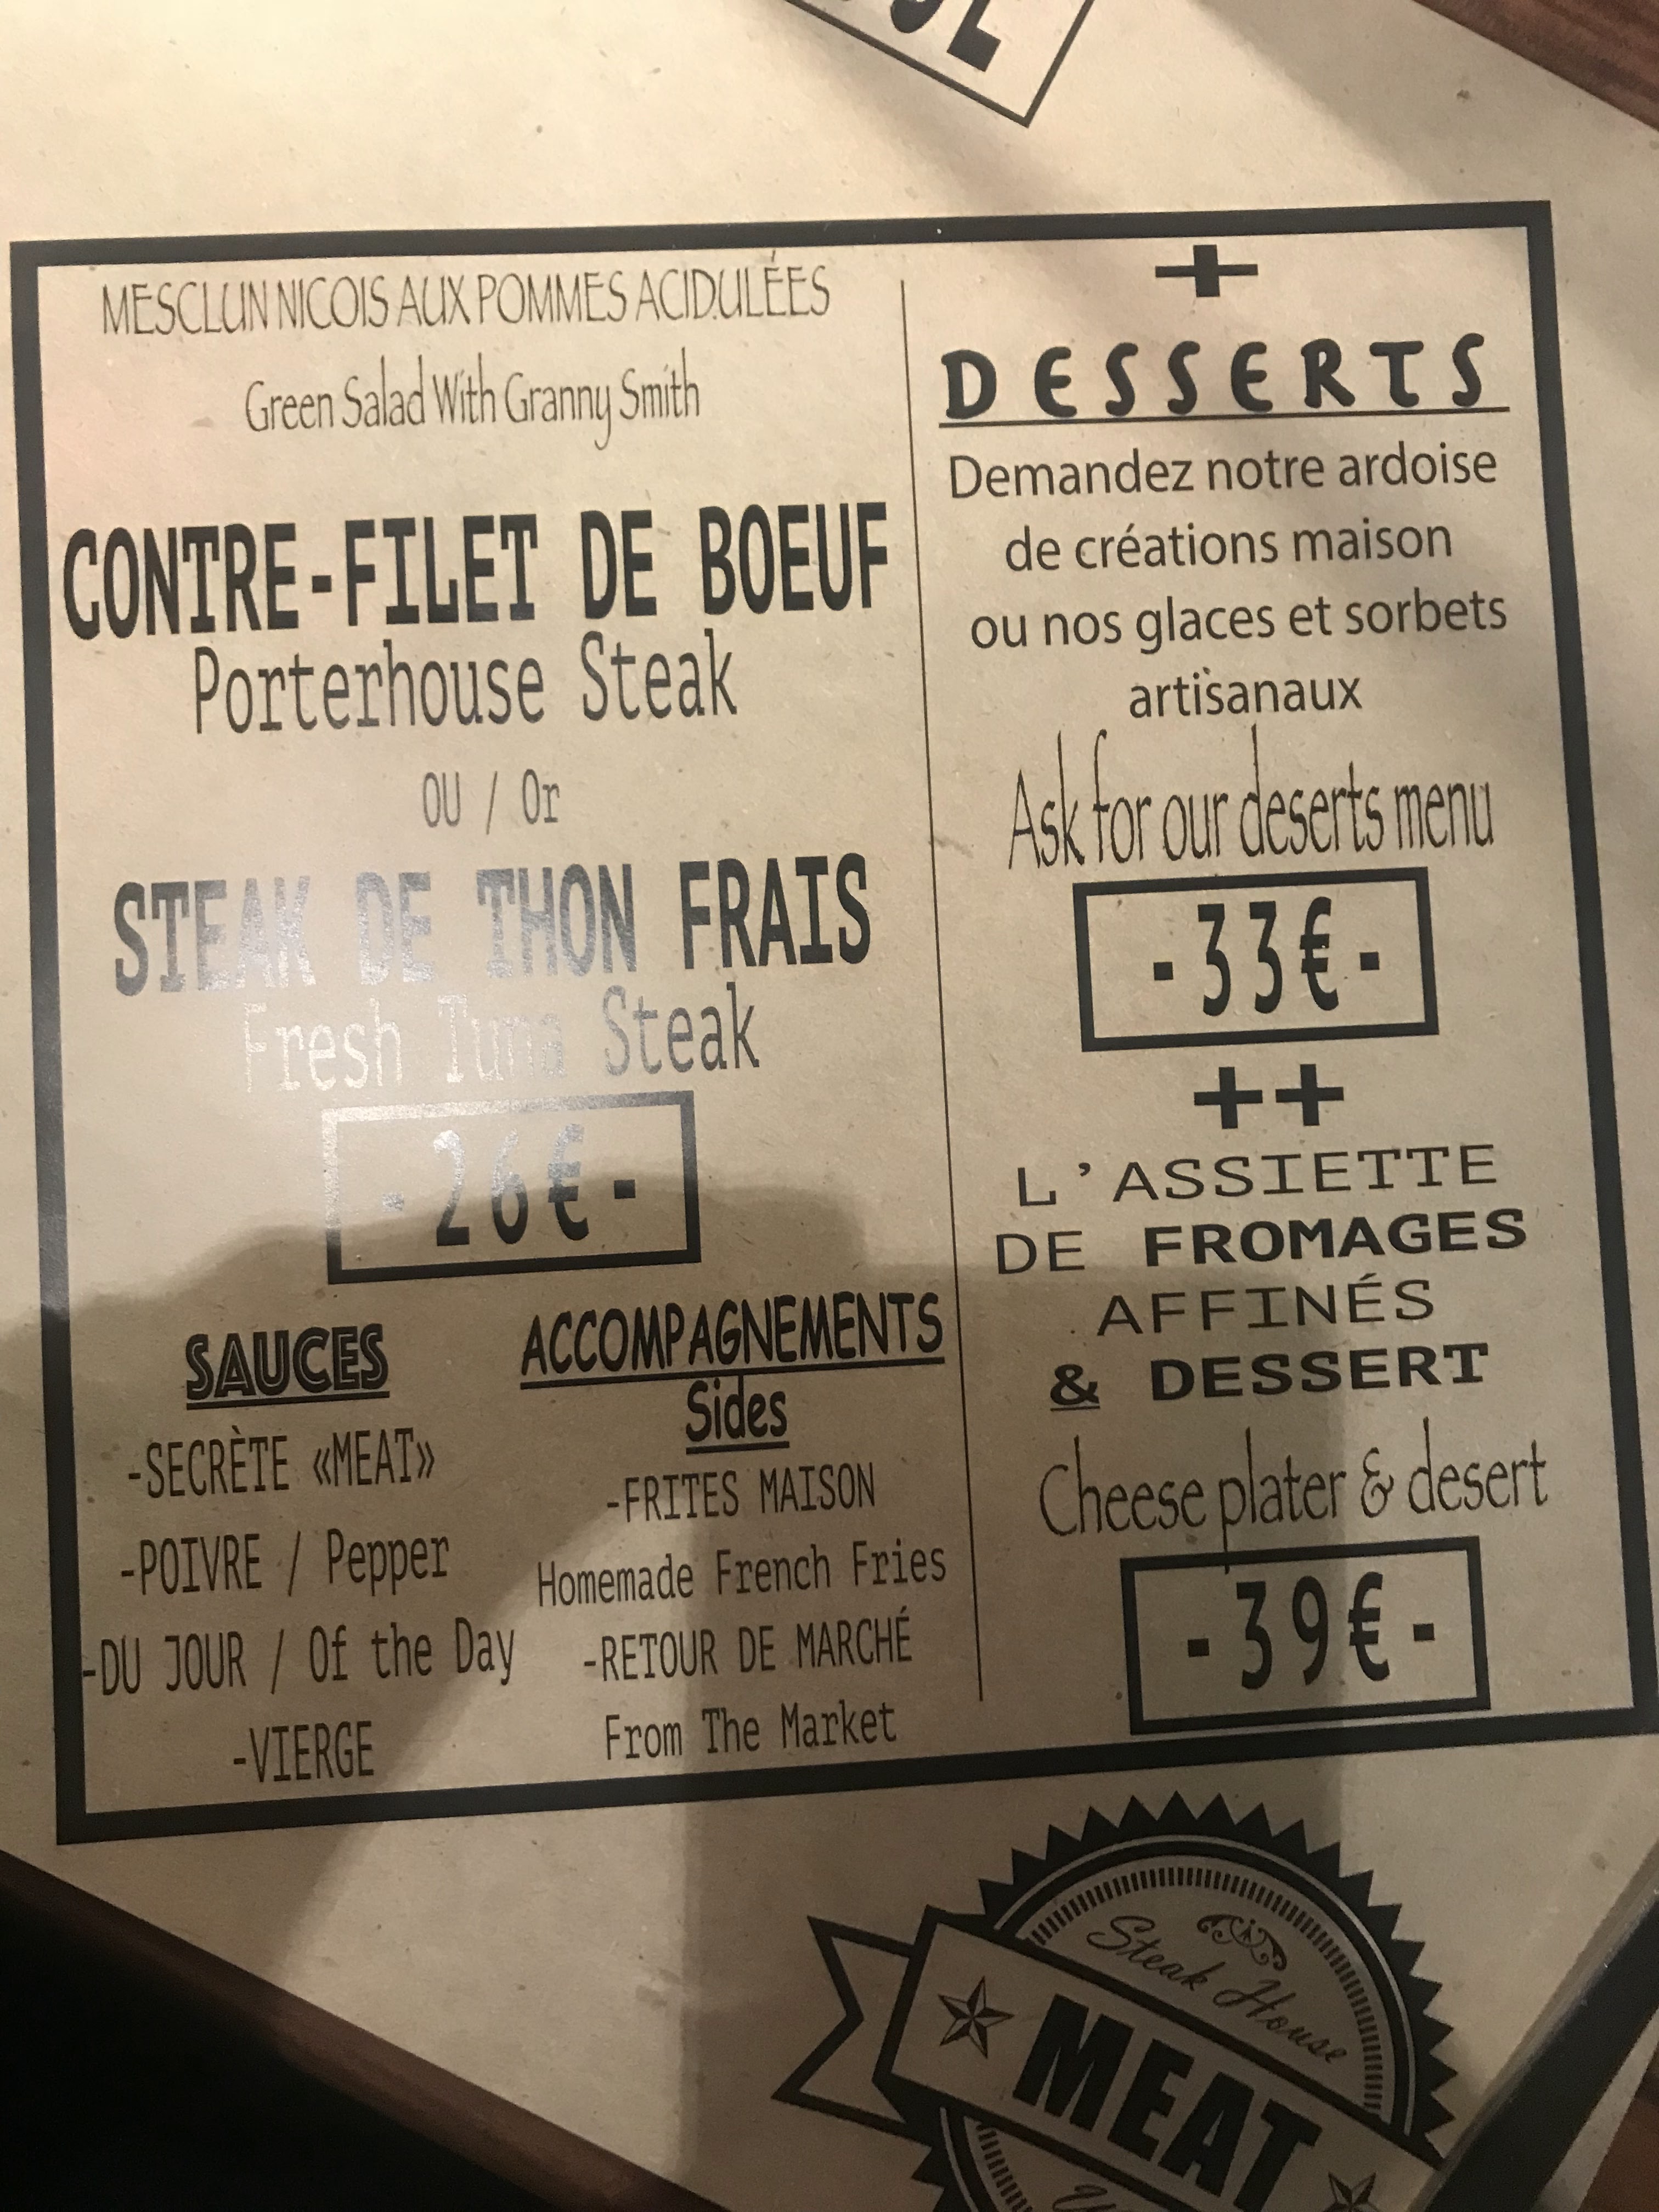 MESCLUN NICOIS AUX POMMES ACIDULÉES
Green Salad With Granny Smith
CONTRE-FILET DE BOEUF
Porterhouse Steak
OU / Or
STEAK DE THON FRAIS
Fresh Tuna Steak
-26€-
SAUCES
-SECRÈTE «MEAT»
-POIVRE / Pepper
-DU JOUR / Of the Day
-VIERGE
ACCOMPAGNEMENTS
Sides
-FRITES MAISON
Homemade French Fries
-RETOUR DE MARCHÉ
From The Market
+
DESSERTS
Demandez notre ardoise
de créations maison
ou nos glaces et sorbets
artisanaux
Ask for our deserts menu
-33€-
++
L'ASSIETTE
DE FROMAGES
AFFINÉS
& DESSERT
Cheese plater & desert
-39€-
Steak House
MEAT